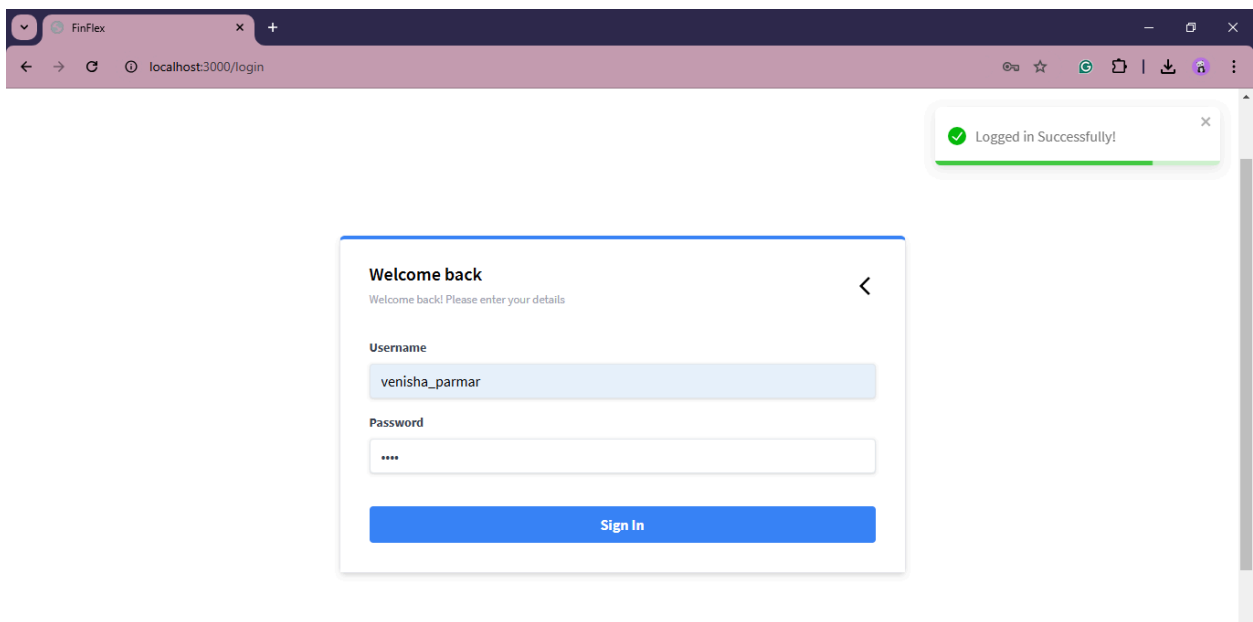 FinFlex
localhost:3000/login
Logged in Successfully!
Welcome back
Welcome back! Please enter your details
Username
venisha_parmar
Password
••••
Sign In